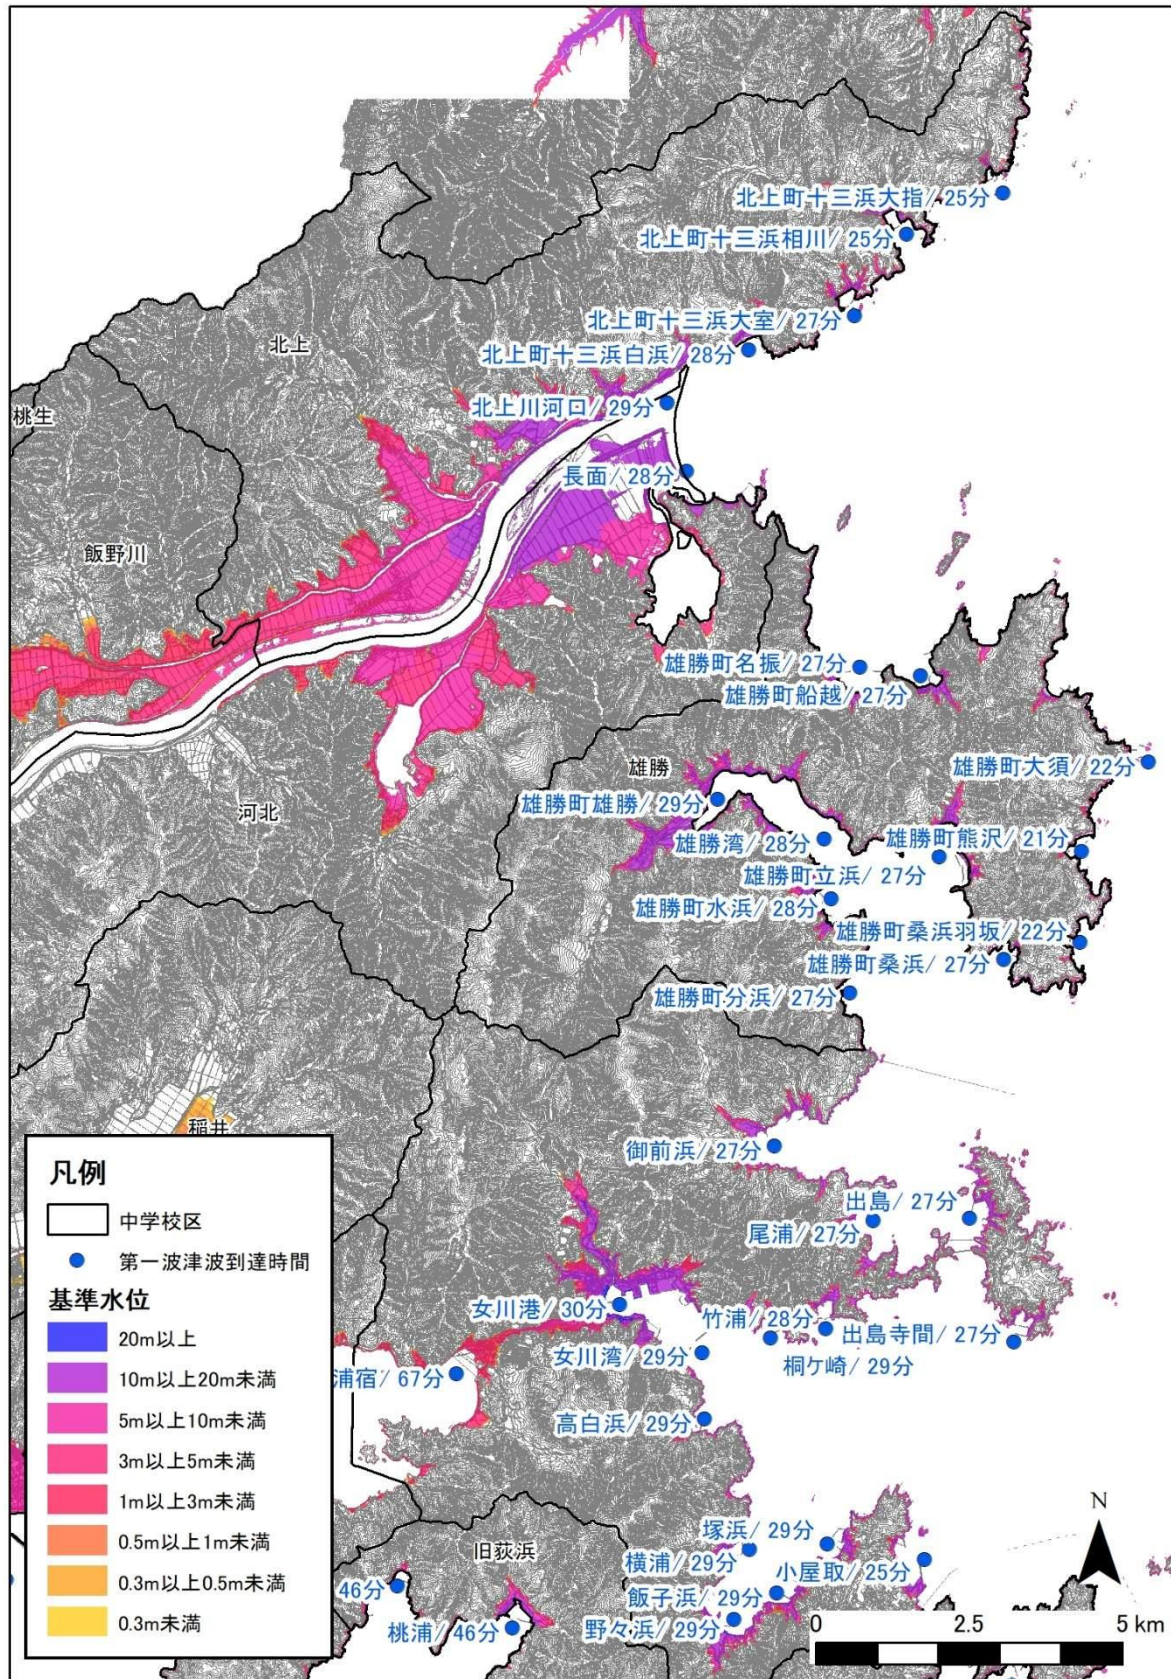 北上町十三浜大指/ 25分
北上町十三浜相川/ 25分
北上町十三浜大室/ 27分
北上
北上町十三浜白浜/ 28分
北上川河口/ 29分
桃生
長面/ 28分
飯野川
雄勝町名振/ 27分
雄勝町船越/ 27分
雄勝
雄勝町大須/ 22分
雄勝町雄勝/ 29分
河北
雄勝湾/ 28分
雄勝町熊沢/ 21分
雄勝町立浜/ 27分
雄勝町水浜/ 28分
雄勝町桑浜羽坂/ 22分
雄勝町桑浜/ 27分
雄勝町分浜/ 27分
稲井
御前浜/ 27分
出島/ 27分
尾浦/ 27分
女川港/ 30分
竹浦/ 28分
出島寺間/ 27分
女川湾/ 29分
桐ケ崎/ 29分
浦宿/ 67分
高白浜/ 29分
塚浜/ 29分
旧荻浜
横浦/ 29分
小屋取/ 25分
46分
飯子浜/ 29分
桃浦/ 46分
野々浜/ 29分
凡例
中学校区
第一波津波到達時間
基準水位
20m以上
10m以上20m未満
5m以上10m未満
3m以上5m未満
1m以上3m未満
0.5m以上1m未満
0.3m以上0.5m未満
0.3m未満
N
0 2.5 5 km